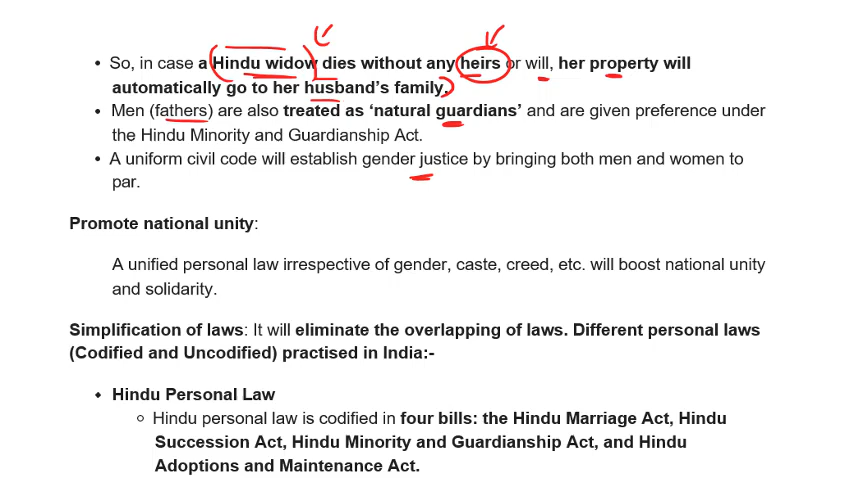 • So, in case a Hindu widow dies without any heirs or will, her property will
automatically go to her husband's family.
• Men (fathers) are also treated as 'natural guardians' and are given preference under
the Hindu Minority and Guardianship Act.
• A uniform civil code will establish gender justice by bringing both men and women to
par.
Promote national unity:
A unified personal law irrespective of gender, caste, creed, etc. will boost national unity
and solidarity.
Simplification of laws: It will eliminate the overlapping of laws. Different personal laws
(Codified and Uncodified) practised in India:-
◆ Hindu Personal Law
○ Hindu personal law is codified in four bills: the Hindu Marriage Act, Hindu
Succession Act, Hindu Minority and Guardianship Act, and Hindu
Adoptions and Maintenance Act.